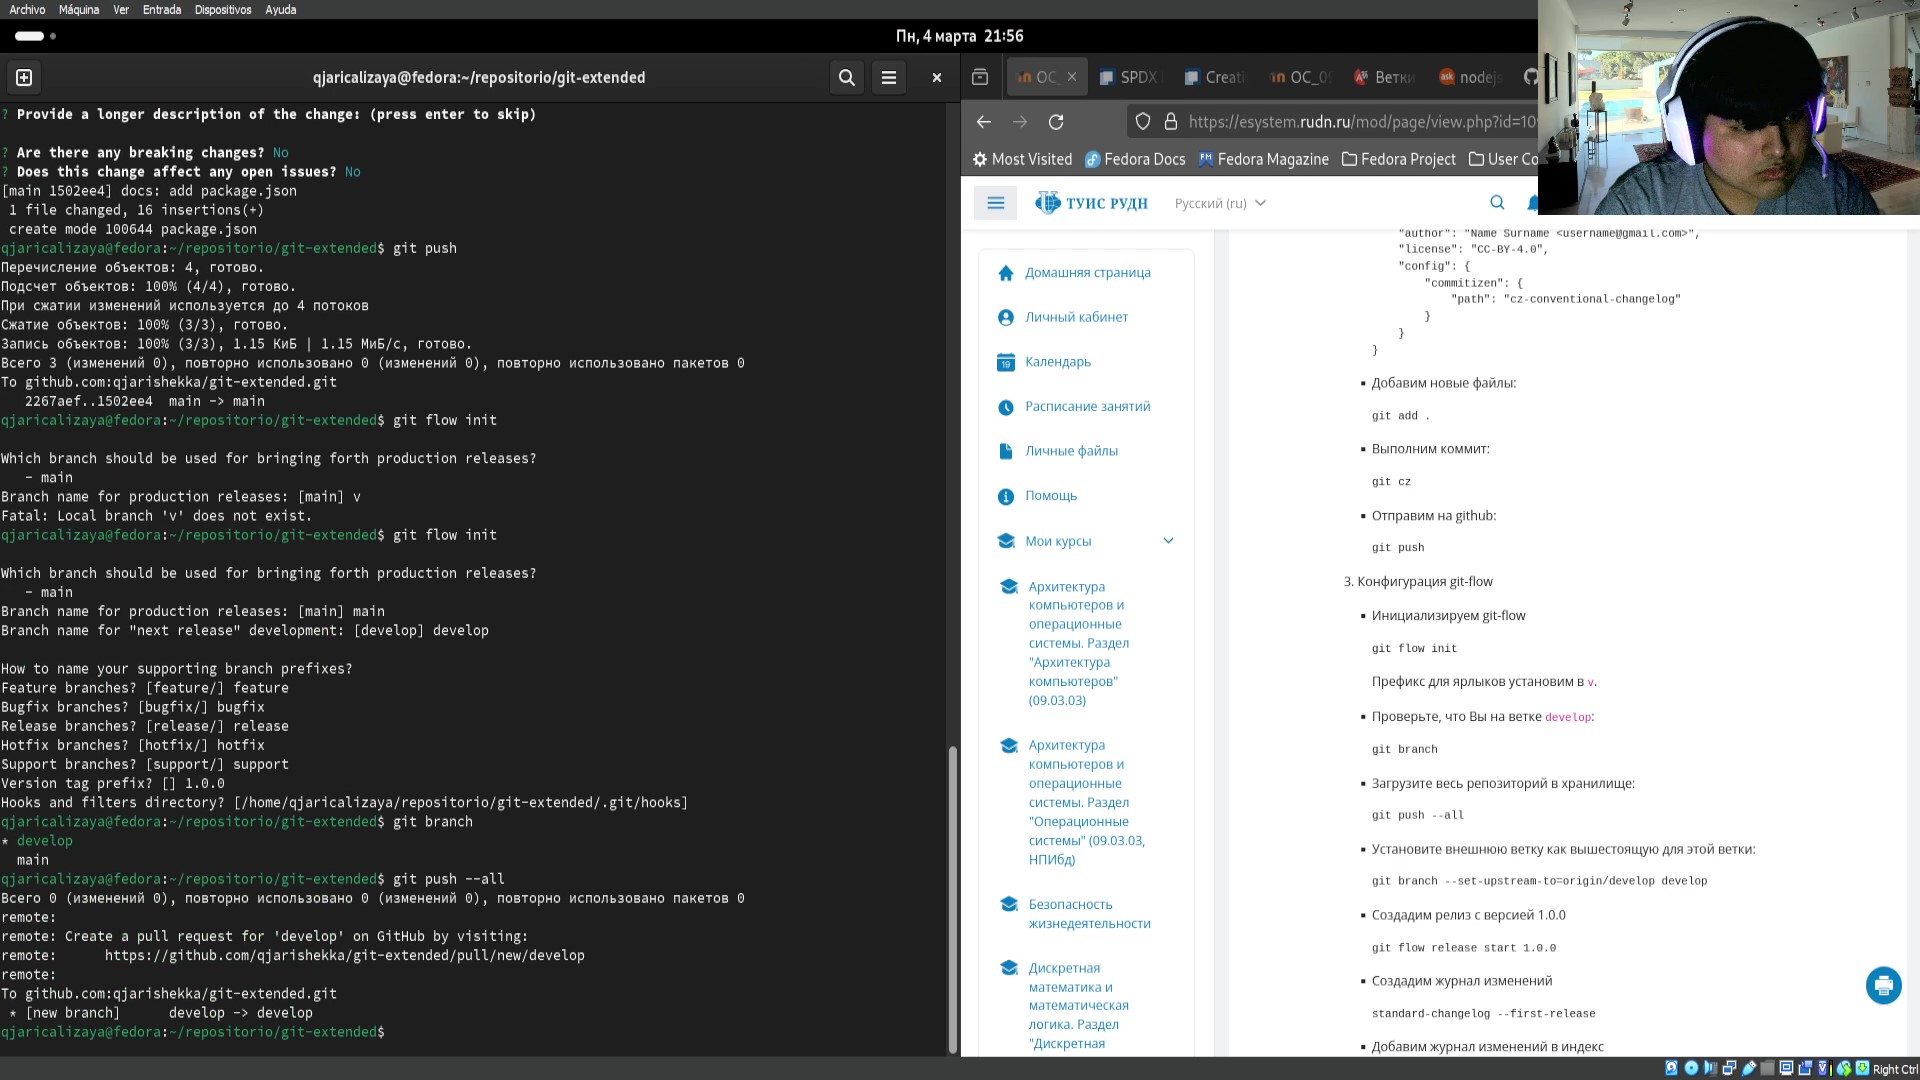 Archivo Máquina Ver Entrada Dispositivos Ayuda
Пн, 4 марта 21:56
qjaricalizaya@fedora:~/repositorio/git-extended
? Provide a longer description of the change: (press enter to skip)
? Are there any breaking changes? No
? Does this change affect any open issues? No
[main 1502ee4] docs: add package.json
1 file changed, 16 insertions(+)
create mode 100644 package.json
qjaricalizaya@fedora:~/repositorio/git-extended$ git push
Перечисление объектов: 4, готово.
Подсчет объектов: 100% (4/4), готово.
При сжатии изменений используется до 4 потоков
Сжатие объектов: 100% (3/3), готово.
Запись объектов: 100% (3/3), 1.15 КиБ | 1.15 МиБ/с, готово.
Всего 3 (изменений 0), повторно использовано 0 (изменений 0), повторно использовано пакетов 0
To github.com:qjarishekka/git-extended.git
2267aef..1502ee4 main -> main
qjaricalizaya@fedora:~/repositorio/git-extended$ git flow init
Which branch should be used for bringing forth production releases?
- main
Branch name for production releases: [main] v
Fatal: Local branch 'v' does not exist.
qjaricalizaya@fedora:~/repositorio/git-extended$ git flow init
Which branch should be used for bringing forth production releases?
- main
Branch name for production releases: [main] main
Branch name for "next release" development: [develop] develop
How to name your supporting branch prefixes?
Feature branches? [feature/] feature
Bugfix branches? [bugfix/] bugfix
Release branches? [release/] release
Hotfix branches? [hotfix/] hotfix
Support branches? [support/] support
Version tag prefix? [] 1.0.0
Hooks and filters directory? [/home/qjaricalizaya/repositorio/git-extended/.git/hooks]
qjaricalizaya@fedora:~/repositorio/git-extended$ git branch
* develop
main
qjaricalizaya@fedora:~/repositorio/git-extended$ git push --all
Всего 0 (изменений 0), повторно использовано 0 (изменений 0), повторно использовано пакетов 0
remote:
remote: Create a pull request for 'develop' on GitHub by visiting:
remote: https://github.com/qjarishekka/git-extended/pull/new/develop
remote:
To github.com:qjarishekka/git-extended.git
* [new branch] develop -> develop
qjaricalizaya@fedora:~/repositorio/git-extended$
OC_ SPDX Creati OC_0 Ветки nodej
https://esystem.rudn.ru/mod/page/view.php?id=10
Most Visited Fedora Docs Fedora Magazine Fedora Project User Co
ТУИС РУДН Русский (ru)
Домашняя страница
Личный кабинет
Календарь
Расписание занятий
Личные файлы
Помощь
Мои курсы
Архитектура
компьютеров и
операционные
системы. Раздел
"Архитектура
компьютеров"
(09.03.03)
Архитектура
компьютеров и
операционные
системы. Раздел
"Операционные
системы" (09.03.03,
НПИбд)
Безопасность
жизнедеятельности
Дискретная
математика и
математическая
логика. Раздел
"Дискретная
"author": "Name Surname <username@gmail.com>",
"license": "CC-BY-4.0",
"config": {
"commitizen": {
"path": "cz-conventional-changelog"
}
}
}
▪ Добавим новые файлы:
git add .
▪ Выполним коммит:
git cz
▪ Отправим на github:
git push
3. Конфигурация git-flow
▪ Инициализируем git-flow
git flow init
Префикс для ярлыков установим в v.
▪ Проверьте, что Вы на ветке develop:
git branch
▪ Загрузите весь репозиторий в хранилище:
git push --all
▪ Установите внешнюю ветку как вышестоящую для этой ветки:
git branch --set-upstream-to=origin/develop develop
▪ Создадим релиз с версией 1.0.0
git flow release start 1.0.0
▪ Создадим журнал изменений
standard-changelog --first-release
▪ Добавим журнал изменений в индекс
Right Ctrl